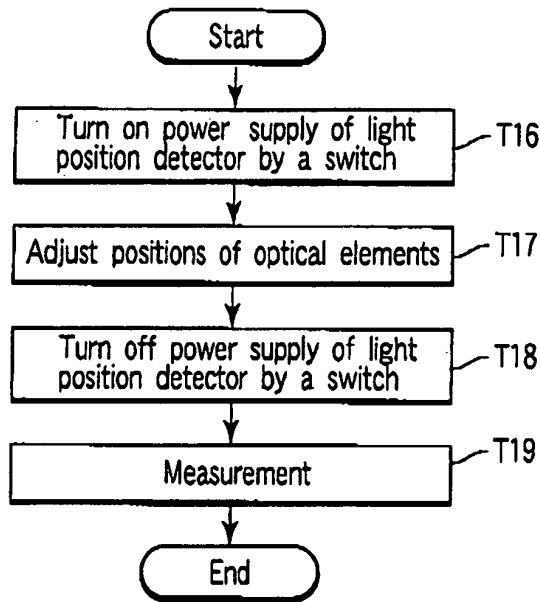 Start
Turn on power supply of light
position detector by a switch
T16
Adjust positions of optical elements
T17
Turn off power supply of light
position detector by a switch
T18
Measurement
T19
End